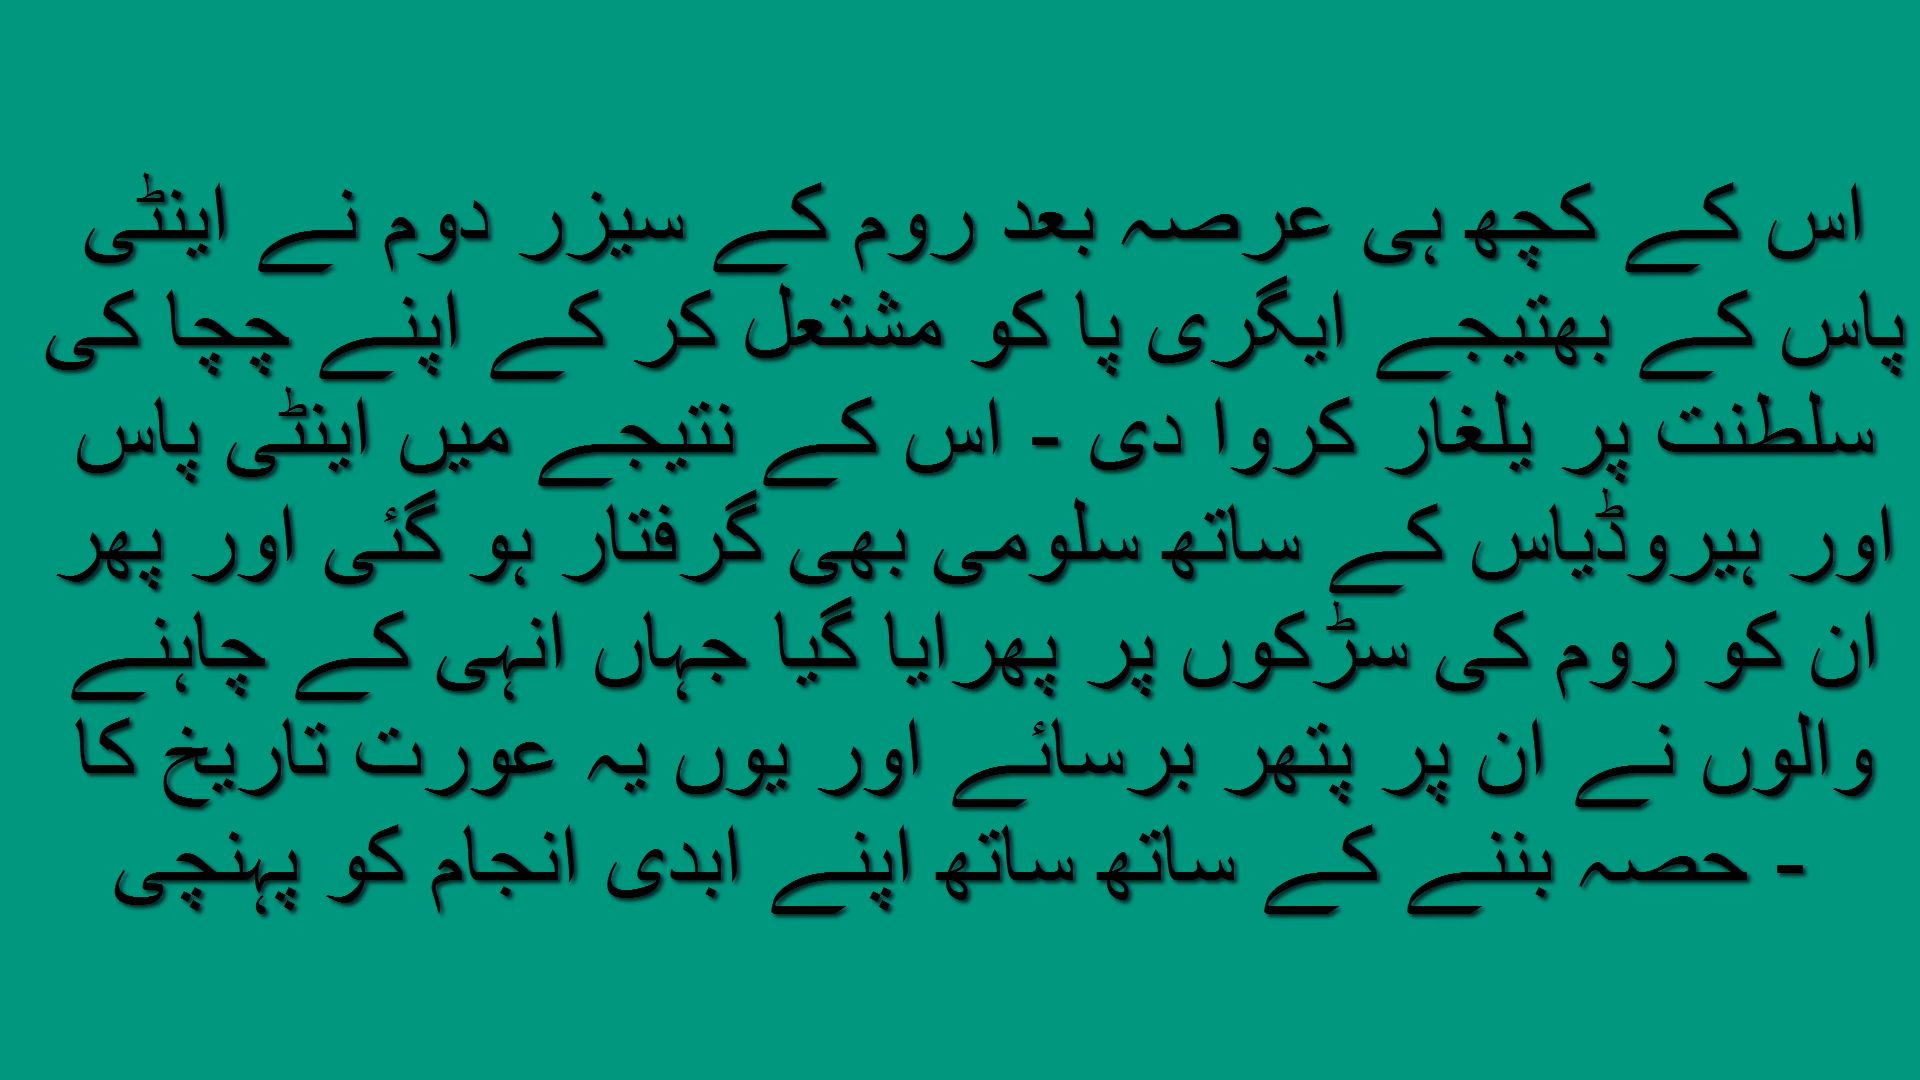 اس کے کچھ ہی عرصہ بعد روم کے سیزر دوم نے اینٹی
پاس کے بھتیجے ایگری پا کو مشتعل کر کے اپنے چچا کی
سلطنت پر یلغار کروا دی - اس کے نتیجے میں اینٹی پاس
اور ہیروڈیاس کے ساتھ سلومی بھی گرفتار ہو گئی اور پھر
ان کو روم کی سڑکوں پر پھرایا گیا جہاں انہی کے چاہنے
والوں نے ان پر پتھر برسائے اور یوں یہ عورت تاریخ کا
- حصہ بننے کے ساتھ ساتھ اپنے ابدی انجام کو پہنچی